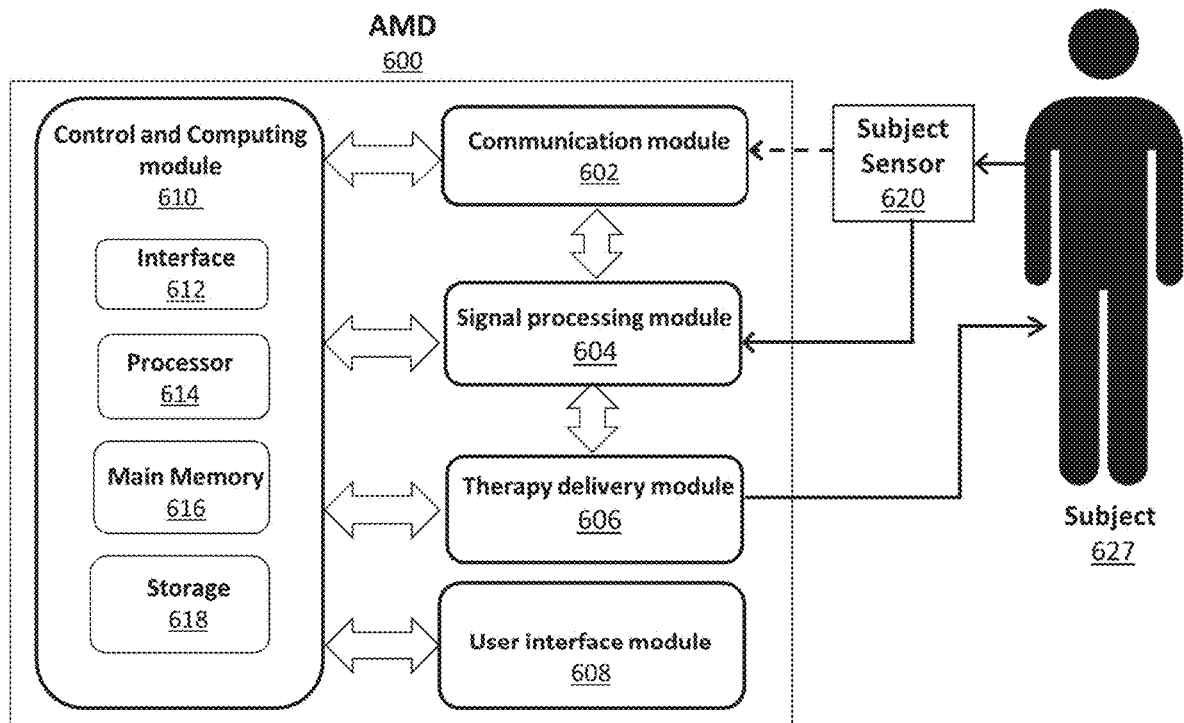 AMD
600
Control and Computing
module
610
Interface
612
Processor
614
Main Memory
616
Storage
618
Communication module
602
Signal processing module
604
Therapy delivery module
606
User interface module
608
Subject
Sensor
620
Subject
627